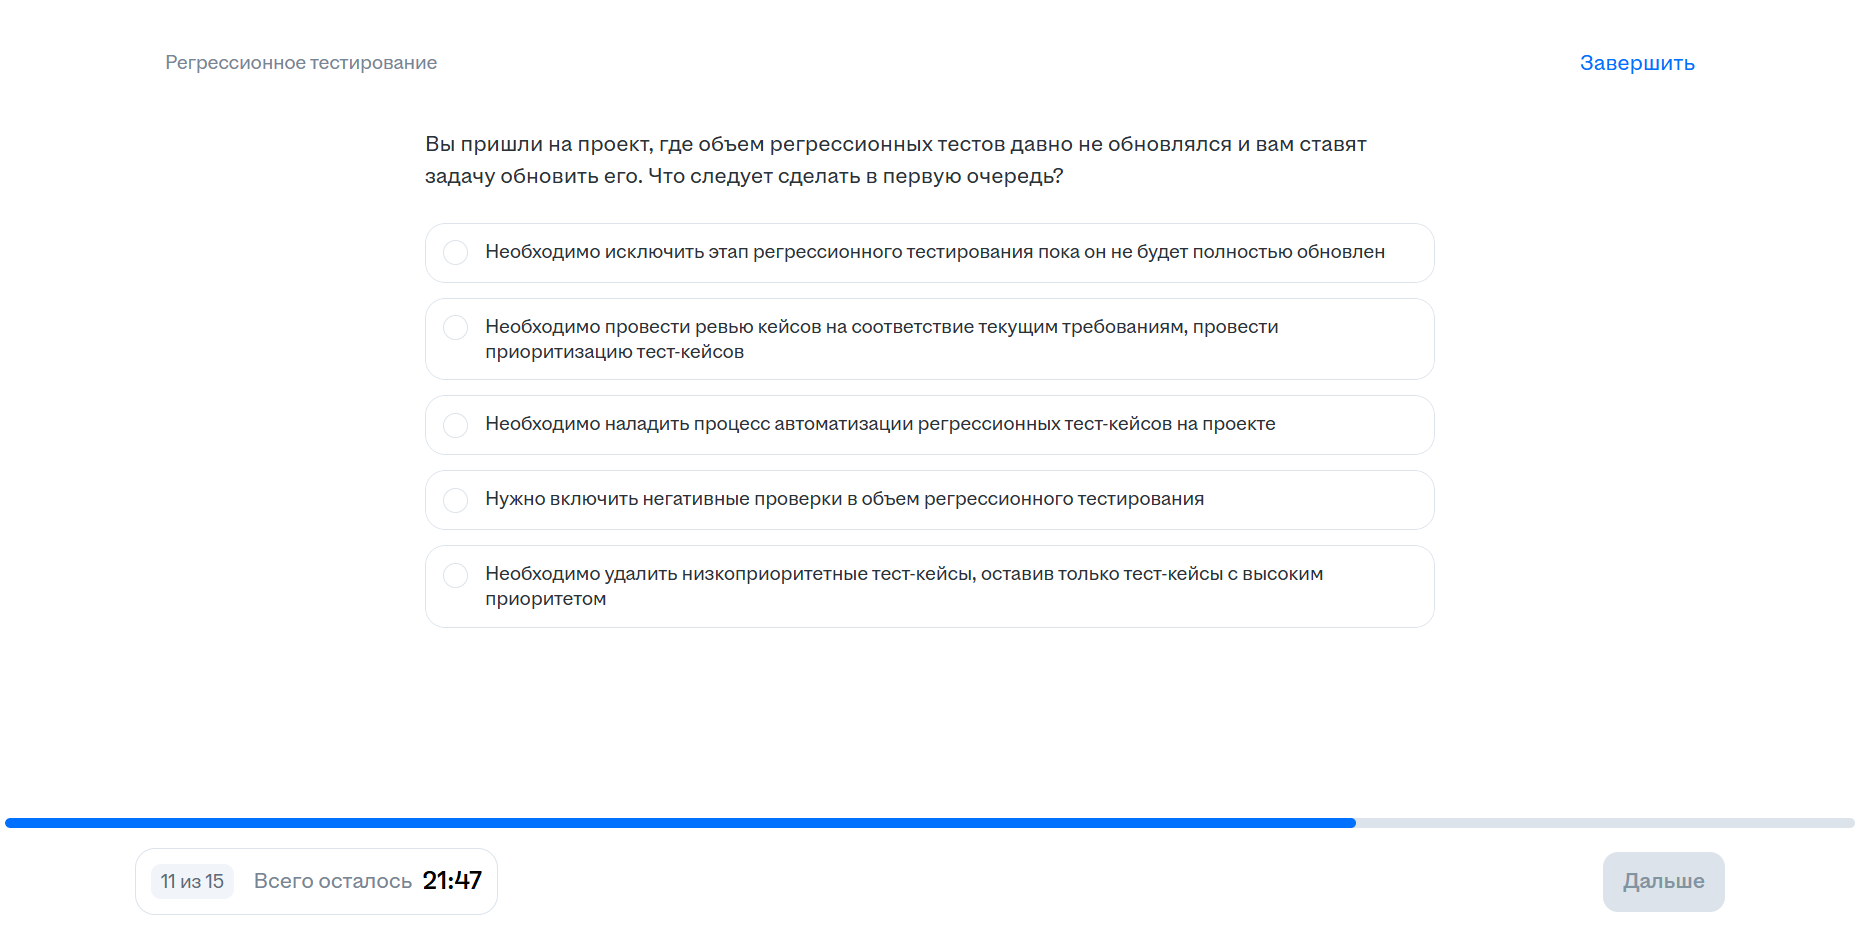 Регрессионное тестирование
Завершить
Вы пришли на проект, где объем регрессионных тестов давно не обновлялся и вам ставят
задачу обновить его. Что следует сделать в первую очередь?
Необходимо исключить этап регрессионного тестирования пока он не будет полностью обновлен
Необходимо провести ревью кейсов на соответствие текущим требованиям, провести
приоритизацию тест-кейсов
Необходимо наладить процесс автоматизации регрессионных тест-кейсов на проекте
Нужно включить негативные проверки в объем регрессионного тестирования
Необходимо удалить низкоприоритетные тест-кейсы, оставив только тест-кейсы с высоким
приоритетом
11 из 15
Всего осталось 21:47
Дальше